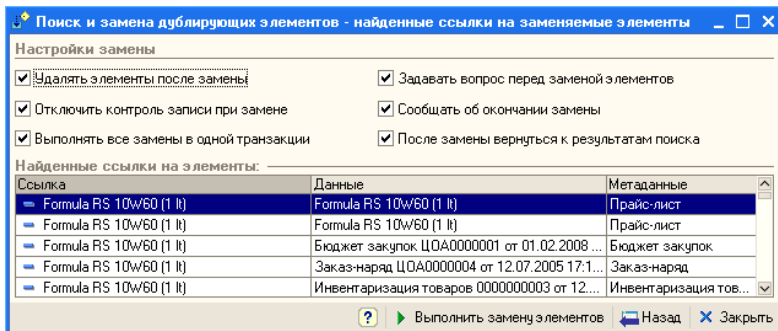 Поиск и замена дублирующих элементов - найденные ссылки на заменяемые элементы
Настройки замены
Удалять элементы после замены
Задавать вопрос перед заменой элементов
Отключить контроль записи при замене
Сообщать об окончании замены
Выполнять все замены в одной транзакции
После замены вернуться к результатам поиска
Найденные ссылки на элементы:
Ссылка Данные Метаданные
Formula RS 10W60 (1 lt) Formula RS 10W60 (1 lt) Прайс-лист
Formula RS 10W60 (1 lt) Formula RS 10W60 (1 lt) Прайс-лист
Formula RS 10W60 (1 lt) Бюджет закупок ЦОА0000001 от 01.02.2008 ... Бюджет закупок
Formula RS 10W60 (1 lt) Заказ-наряд ЦОА0000004 от 12.07.2005 17:1... Заказ-наряд
Formula RS 10W60 (1 lt) Инвентаризация товаров 0000000003 от 12.... Инвентаризация тов...
? Выполнить замену элементов Назад Закрыть